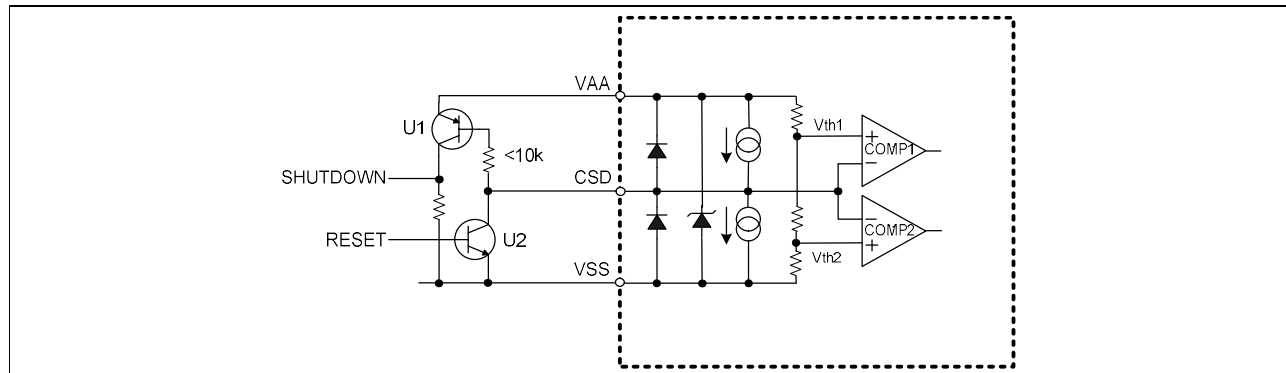 VAA
U1
Vth1
COMP1
<10k
SHUTDOWN
CSD
RESET
U2
COMP2
Vth2
VSS